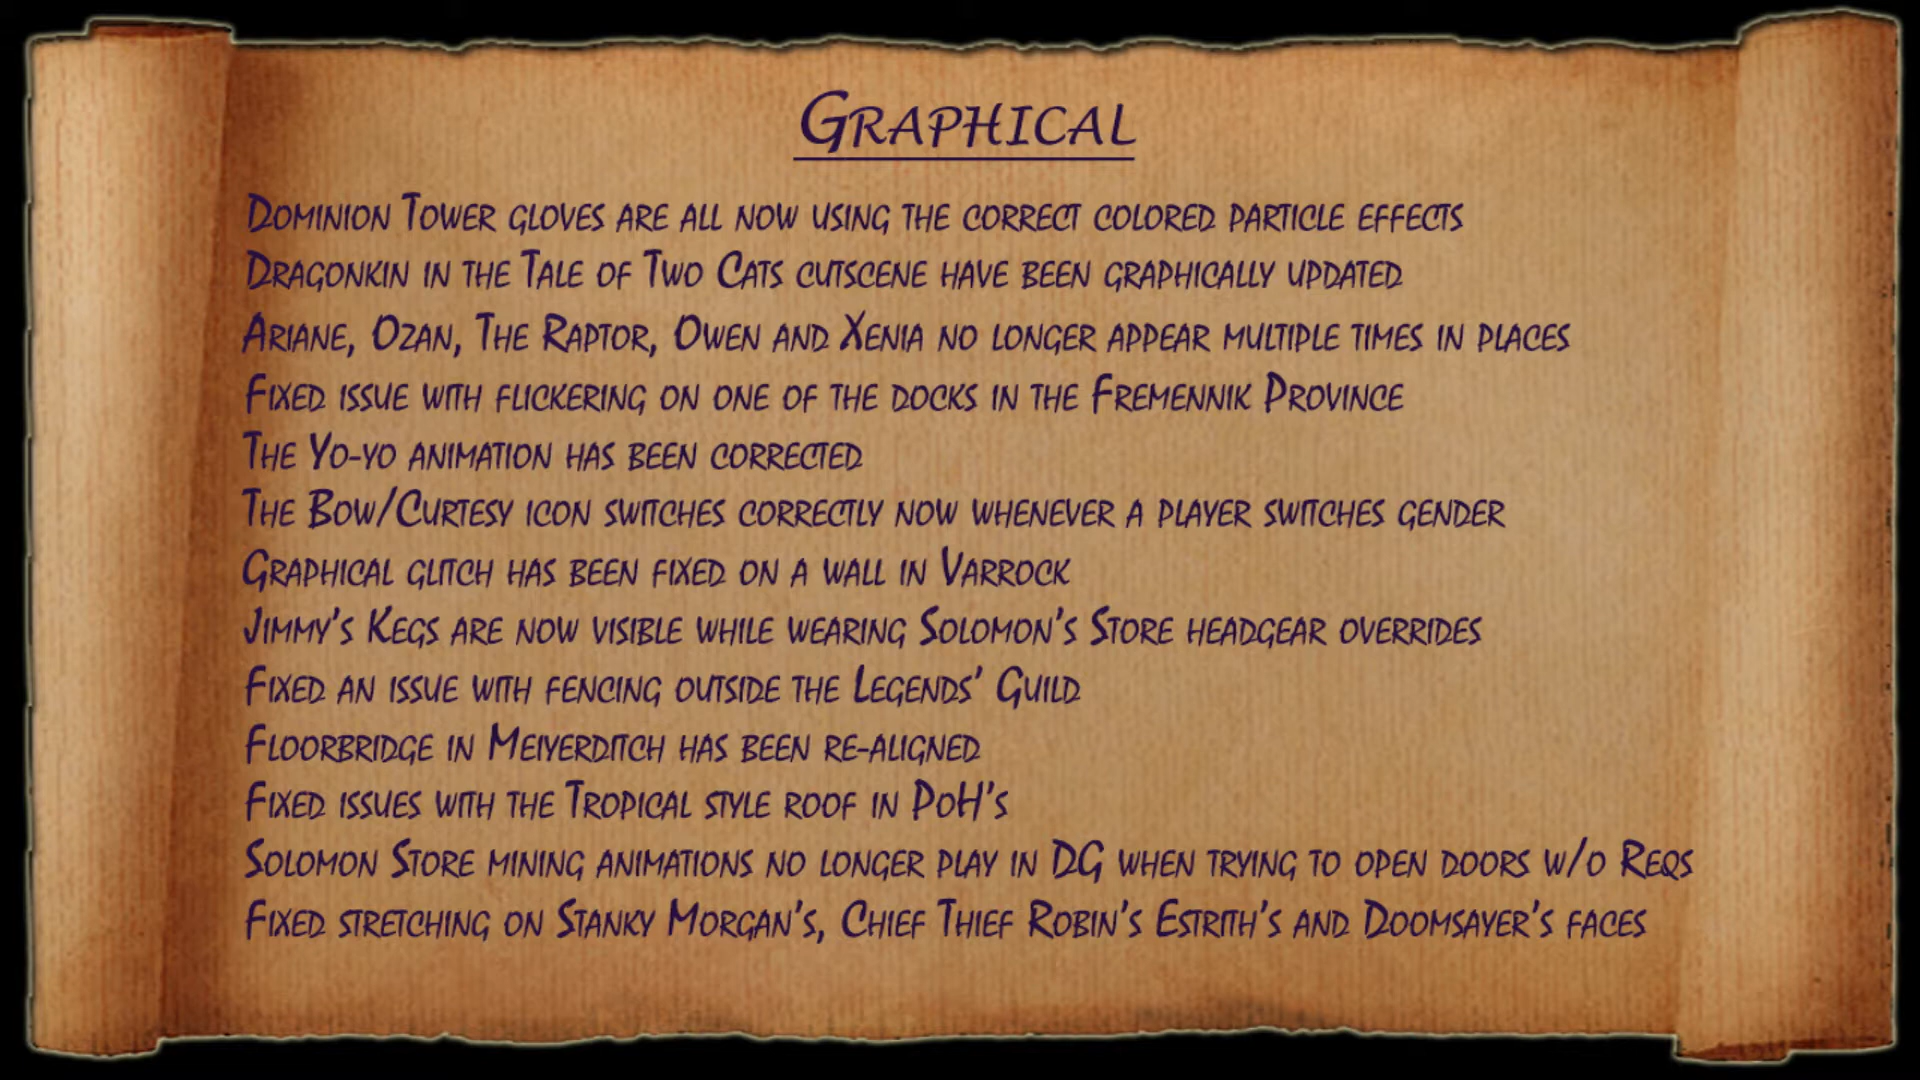 Graphical
Dominion Tower gloves are all now using the correct colored particle effects
Dragonkin in the Tale of Two Cats cutscene have been graphically updated
Ariane, Ozan, The Raptor, Owen and Xenia no longer appear multiple times in places
Fixed issue with flickering on one of the docks in the Fremennik Province
The Yo-yo animation has been corrected
The Bow/Curtesy icon switches correctly now whenever a player switches gender
Graphical glitch has been fixed on a wall in Varrock
Jimmy's Kegs are now visible while wearing Solomon's Store headgear overrides
Fixed an issue with fencing outside the Legends' Guild
Floorbridge in Meiyerditch has been re-aligned
Fixed issues with the Tropical style roof in PoH's
Solomon Store mining animations no longer play in DG when trying to open doors w/o Reqs
Fixed stretching on Stanky Morgan's, Chief Thief Robin's Estrith's and Doomsayer's faces